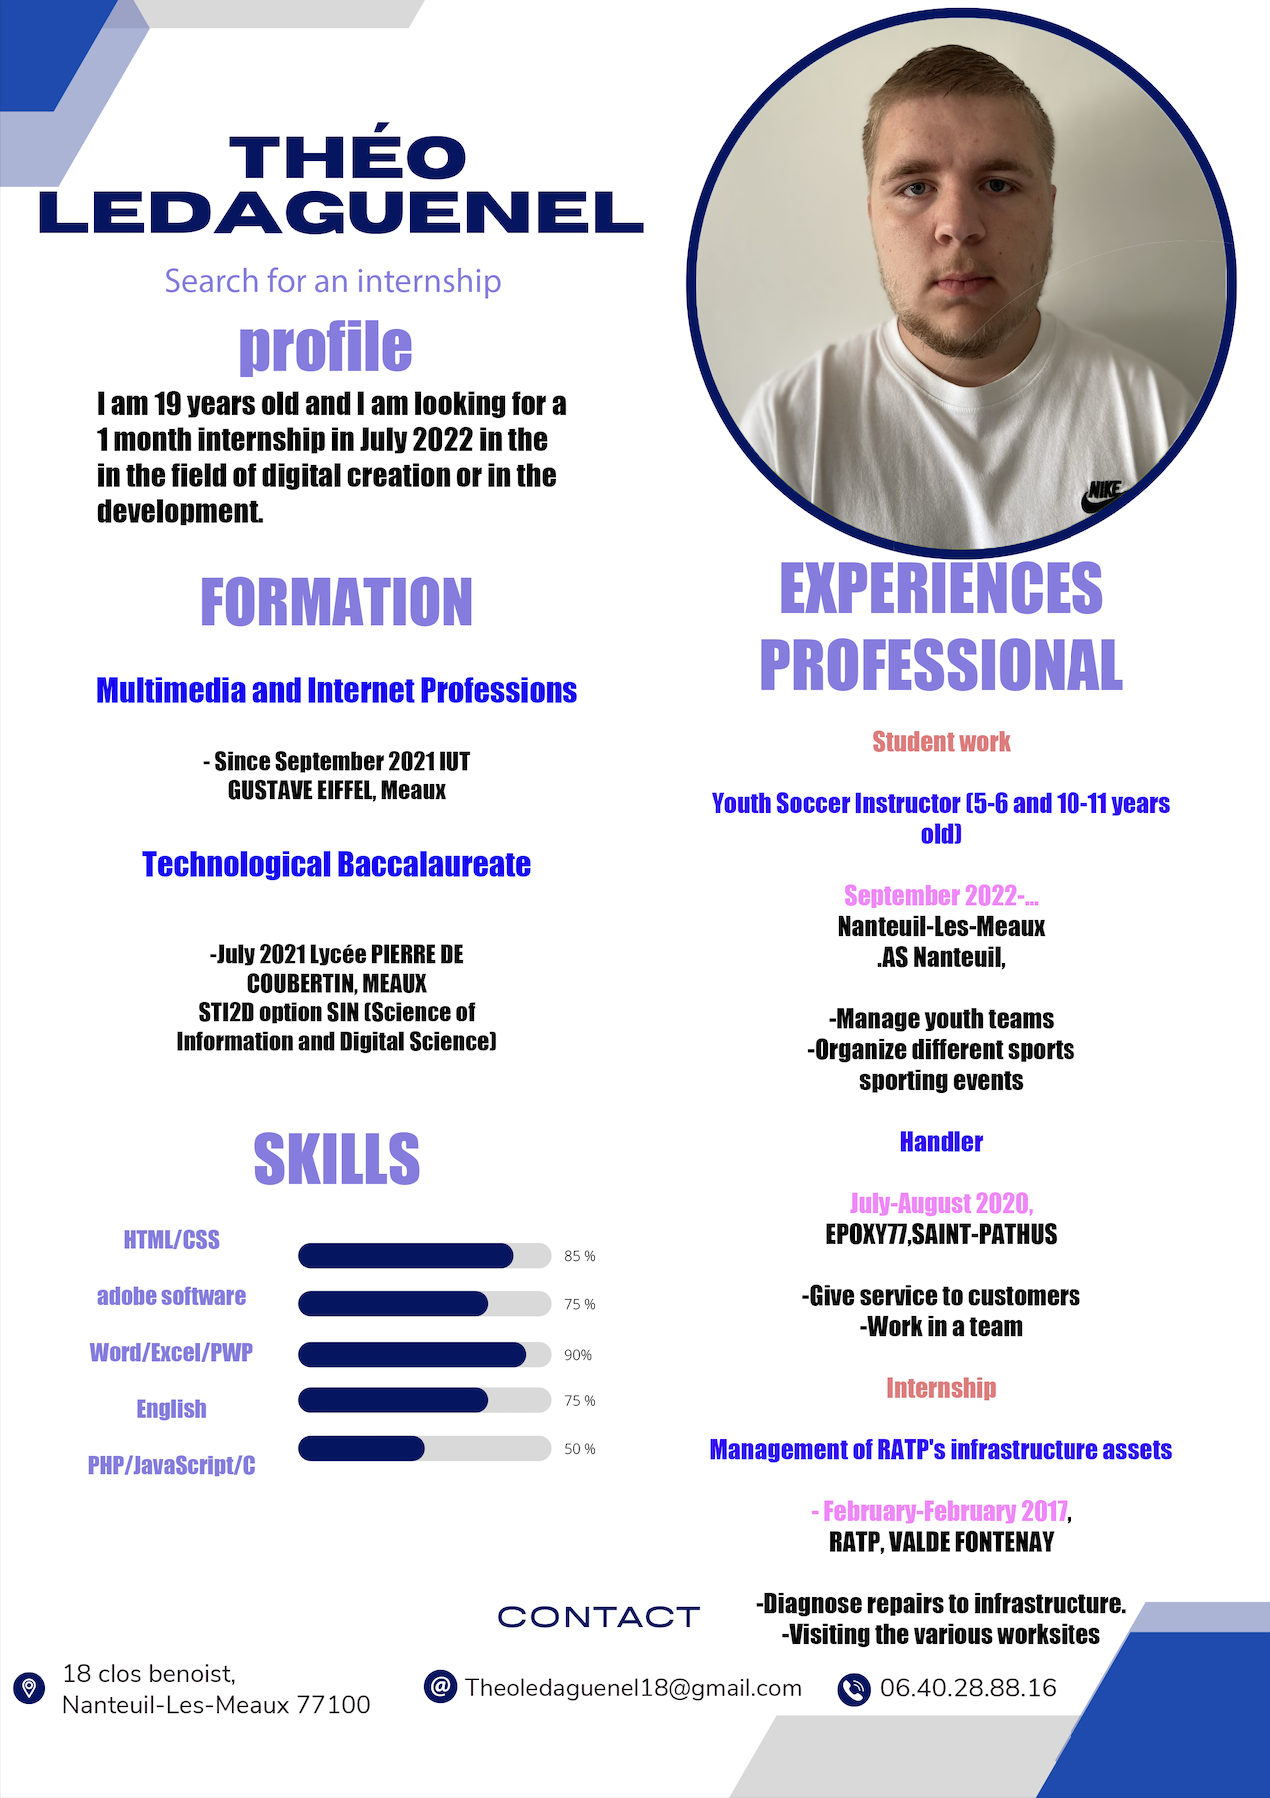 THÉO
LEDAGUENEL
Search for an internship
profile
I am 19 years old and I am looking for a
1 month internship in July 2022 in the
in the field of digital creation or in the
development.
FORMATION
Multimedia and Internet Professions
- Since September 2021 IUT
GUSTAVE EIFFEL, Meaux
Technological Baccalaureate
-July 2021 Lycée PIERRE DE
COUBERTIN, MEAUX
STI2D option SIN (Science of
Information and Digital Science)
SKILLS
HTML/CSS
85 %
adobe software
75 %
Word/Excel/PWP
90%
English
75 %
PHP/JavaScript/C
50 %
NIKE
EXPERIENCES
PROFESSIONAL
Student work
Youth Soccer Instructor (5-6 and 10-11 years
old)
September 2022-...
Nanteuil-Les-Meaux
.AS Nanteuil,
-Manage youth teams
-Organize different sports
sporting events
Handler
July-August 2020,
EPOXY77,SAINT-PATHUS
-Give service to customers
-Work in a team
Internship
Management of RATP's infrastructure assets
- February-February 2017,
RATP, VALDE FONTENAY
-Diagnose repairs to infrastructure.
-Visiting the various worksites
CONTACT
18 clos benoist,
Nanteuil-Les-Meaux 77100
@ Theoledaguenel18@gmail.com
06.40.28.88.16